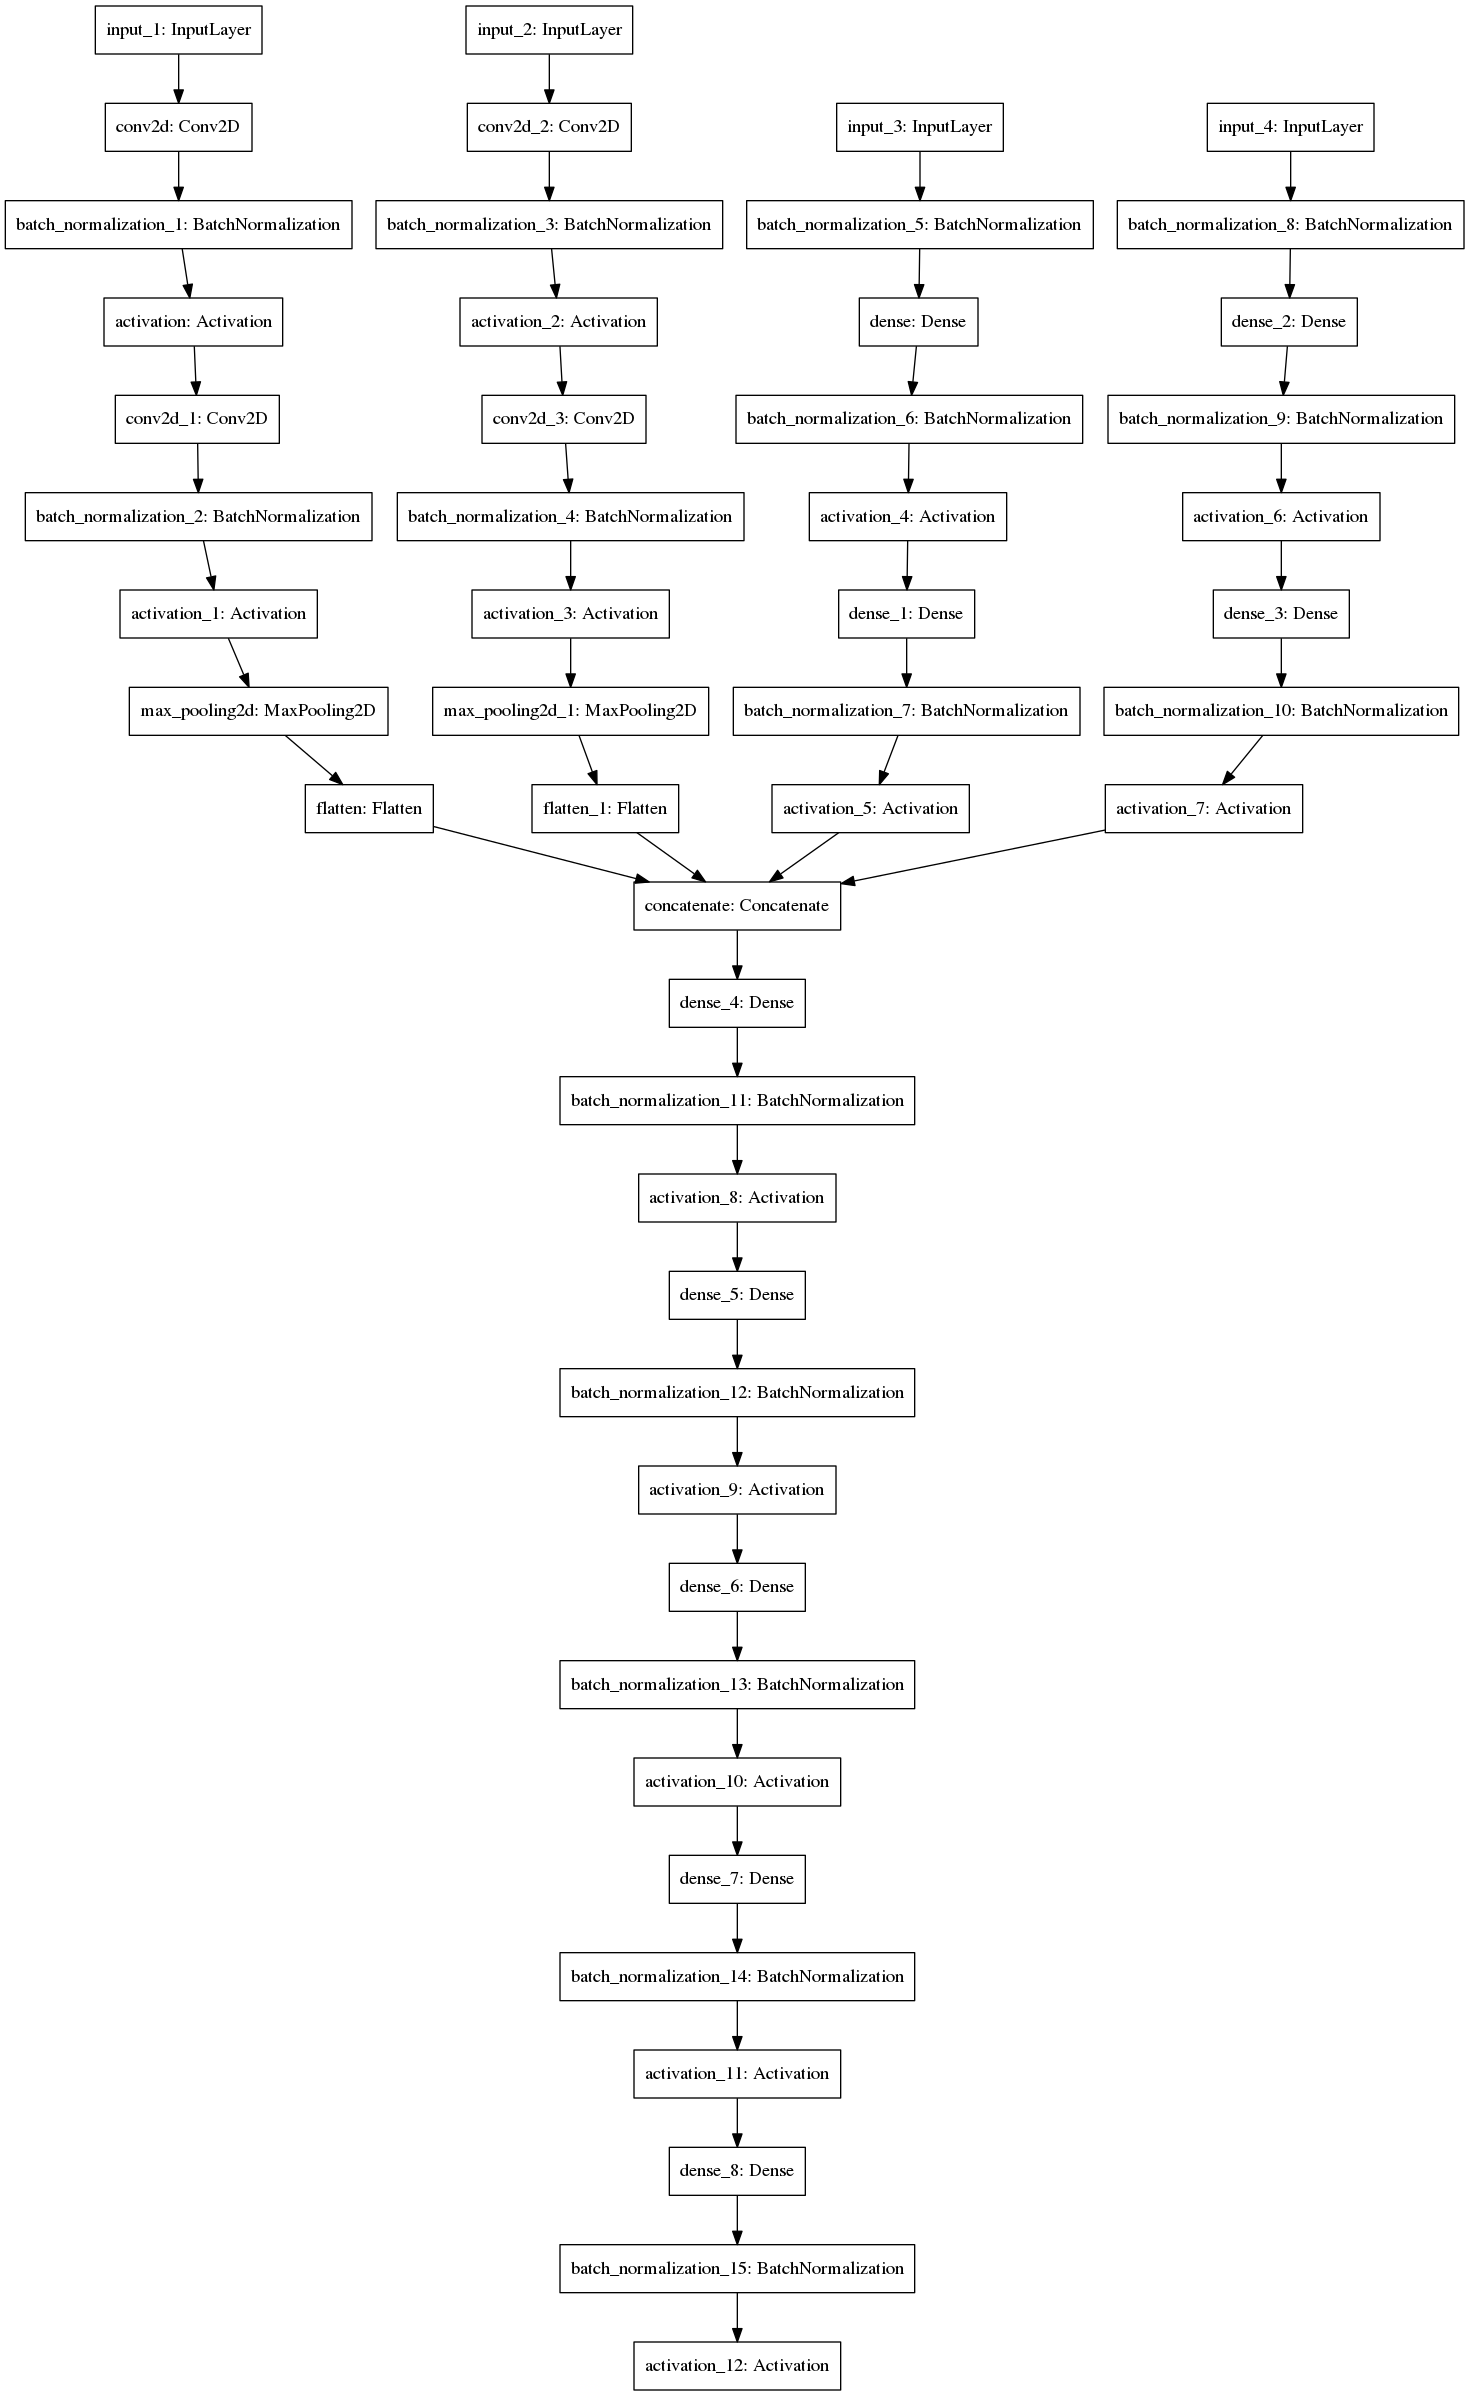 input_1: InputLayer
input_2: InputLayer
conv2d: Conv2D
conv2d_2: Conv2D
input_3: InputLayer
input_4: InputLayer
batch_normalization_1: BatchNormalization
batch_normalization_3: BatchNormalization
batch_normalization_5: BatchNormalization
batch_normalization_8: BatchNormalization
activation: Activation
activation_2: Activation
dense: Dense
dense_2: Dense
conv2d_1: Conv2D
conv2d_3: Conv2D
batch_normalization_6: BatchNormalization
batch_normalization_9: BatchNormalization
batch_normalization_2: BatchNormalization
batch_normalization_4: BatchNormalization
activation_4: Activation
activation_6: Activation
activation_1: Activation
activation_3: Activation
dense_1: Dense
dense_3: Dense
max_pooling2d: MaxPooling2D
max_pooling2d_1: MaxPooling2D
batch_normalization_7: BatchNormalization
batch_normalization_10: BatchNormalization
flatten: Flatten
flatten_1: Flatten
activation_5: Activation
activation_7: Activation
concatenate: Concatenate
dense_4: Dense
batch_normalization_11: BatchNormalization
activation_8: Activation
dense_5: Dense
batch_normalization_12: BatchNormalization
activation_9: Activation
dense_6: Dense
batch_normalization_13: BatchNormalization
activation_10: Activation
dense_7: Dense
batch_normalization_14: BatchNormalization
activation_11: Activation
dense_8: Dense
batch_normalization_15: BatchNormalization
activation_12: Activation